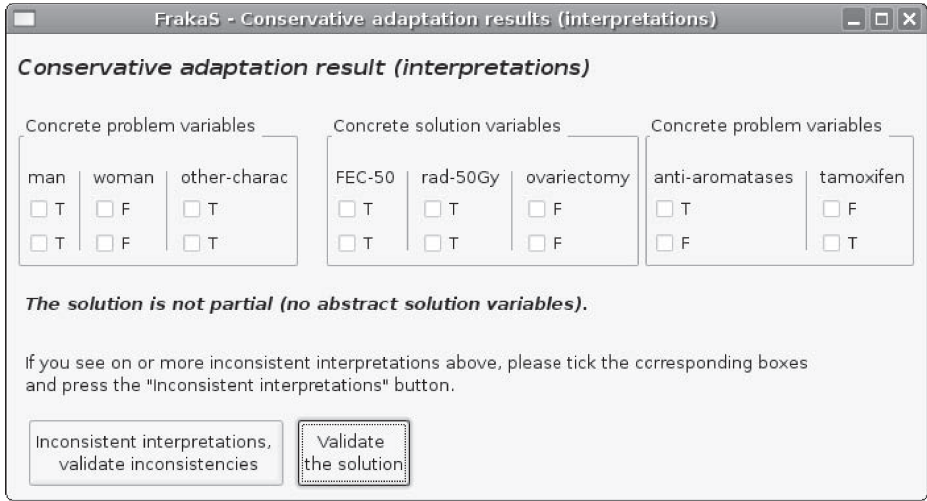 FrakaS - Conservative adaptation results (interpretations)
Conservative adaptation result (interpretations)
Concrete problem variables Concrete solution variables Concrete problem variables
man woman other-charac FEC-50 rad-50Gy ovariectomy anti-aromatases tamoxifen
T F T T T F T F
T F T T T F F T
The solution is not partial (no abstract solution variables).
If you see on or more inconsistent interpretations above, please tick the corresponding boxes
and press the "Inconsistent interpretations" button.
Inconsistent interpretations, Validate
validate inconsistencies the solution